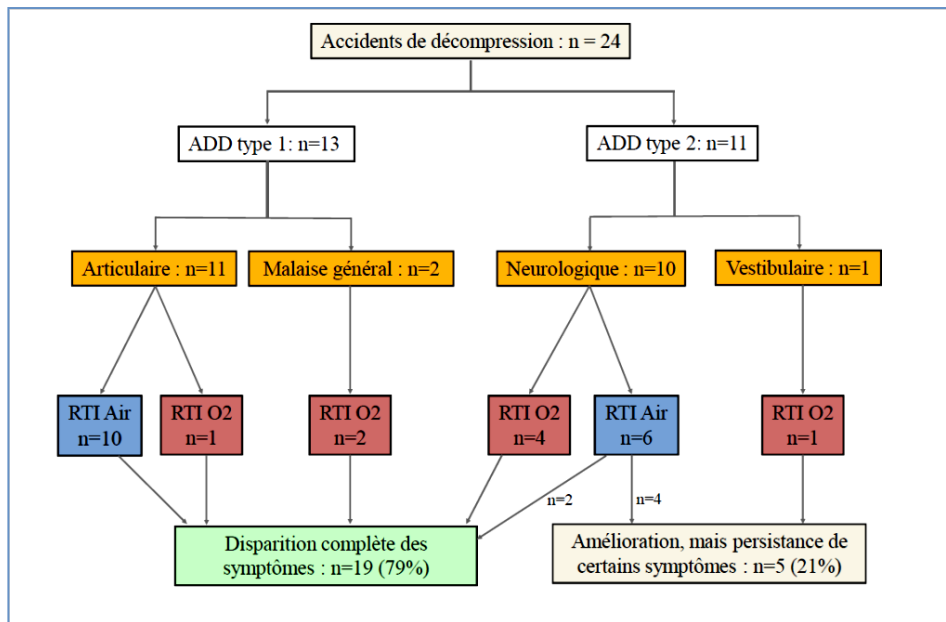 Accidents de décompression : n = 24
ADD type 1: n=13
ADD type 2: n=11
Articulaire : n=11
Malaise général : n=2
Neurologique : n=10
Vestibulaire : n=1
RTI Air
n=10
RTI O2
n=1
RTI O2
n=2
RTI O2
n=4
RTI Air
n=6
RTI O2
n=1
n=2
n=4
Disparition complète des
symptômes : n=19 (79%)
Amélioration, mais persistance de
certains symptômes : n=5 (21%)